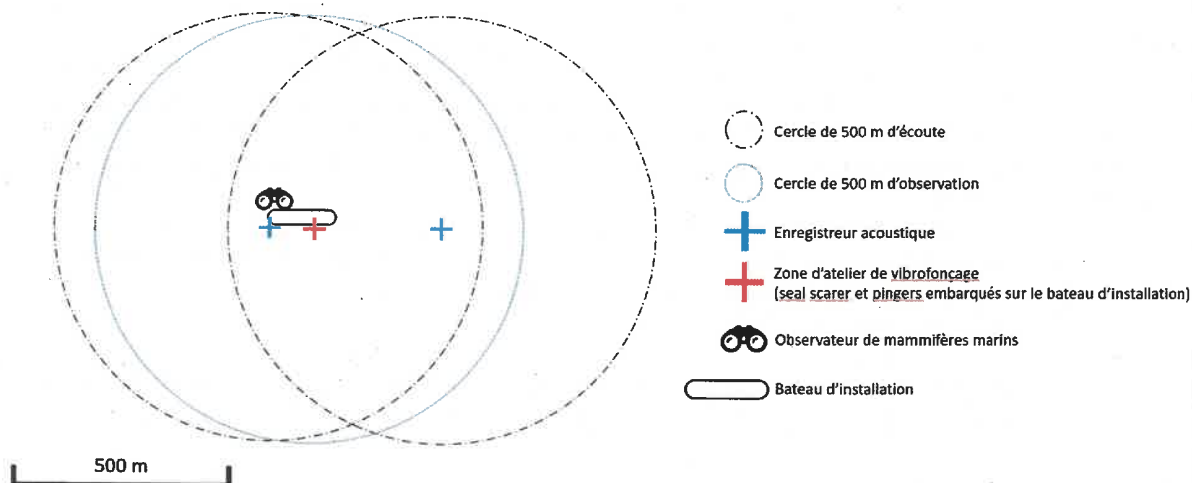 Cercle de 500 m d'écoute
Cercle de 500 m d'observation
Enregistreur acoustique
Zone d'atelier de vibrofonçage
(seal scarer et pingers embarqués sur le bateau d'installation)
Observateur de mammifères marins
Bateau d'installation
500 m